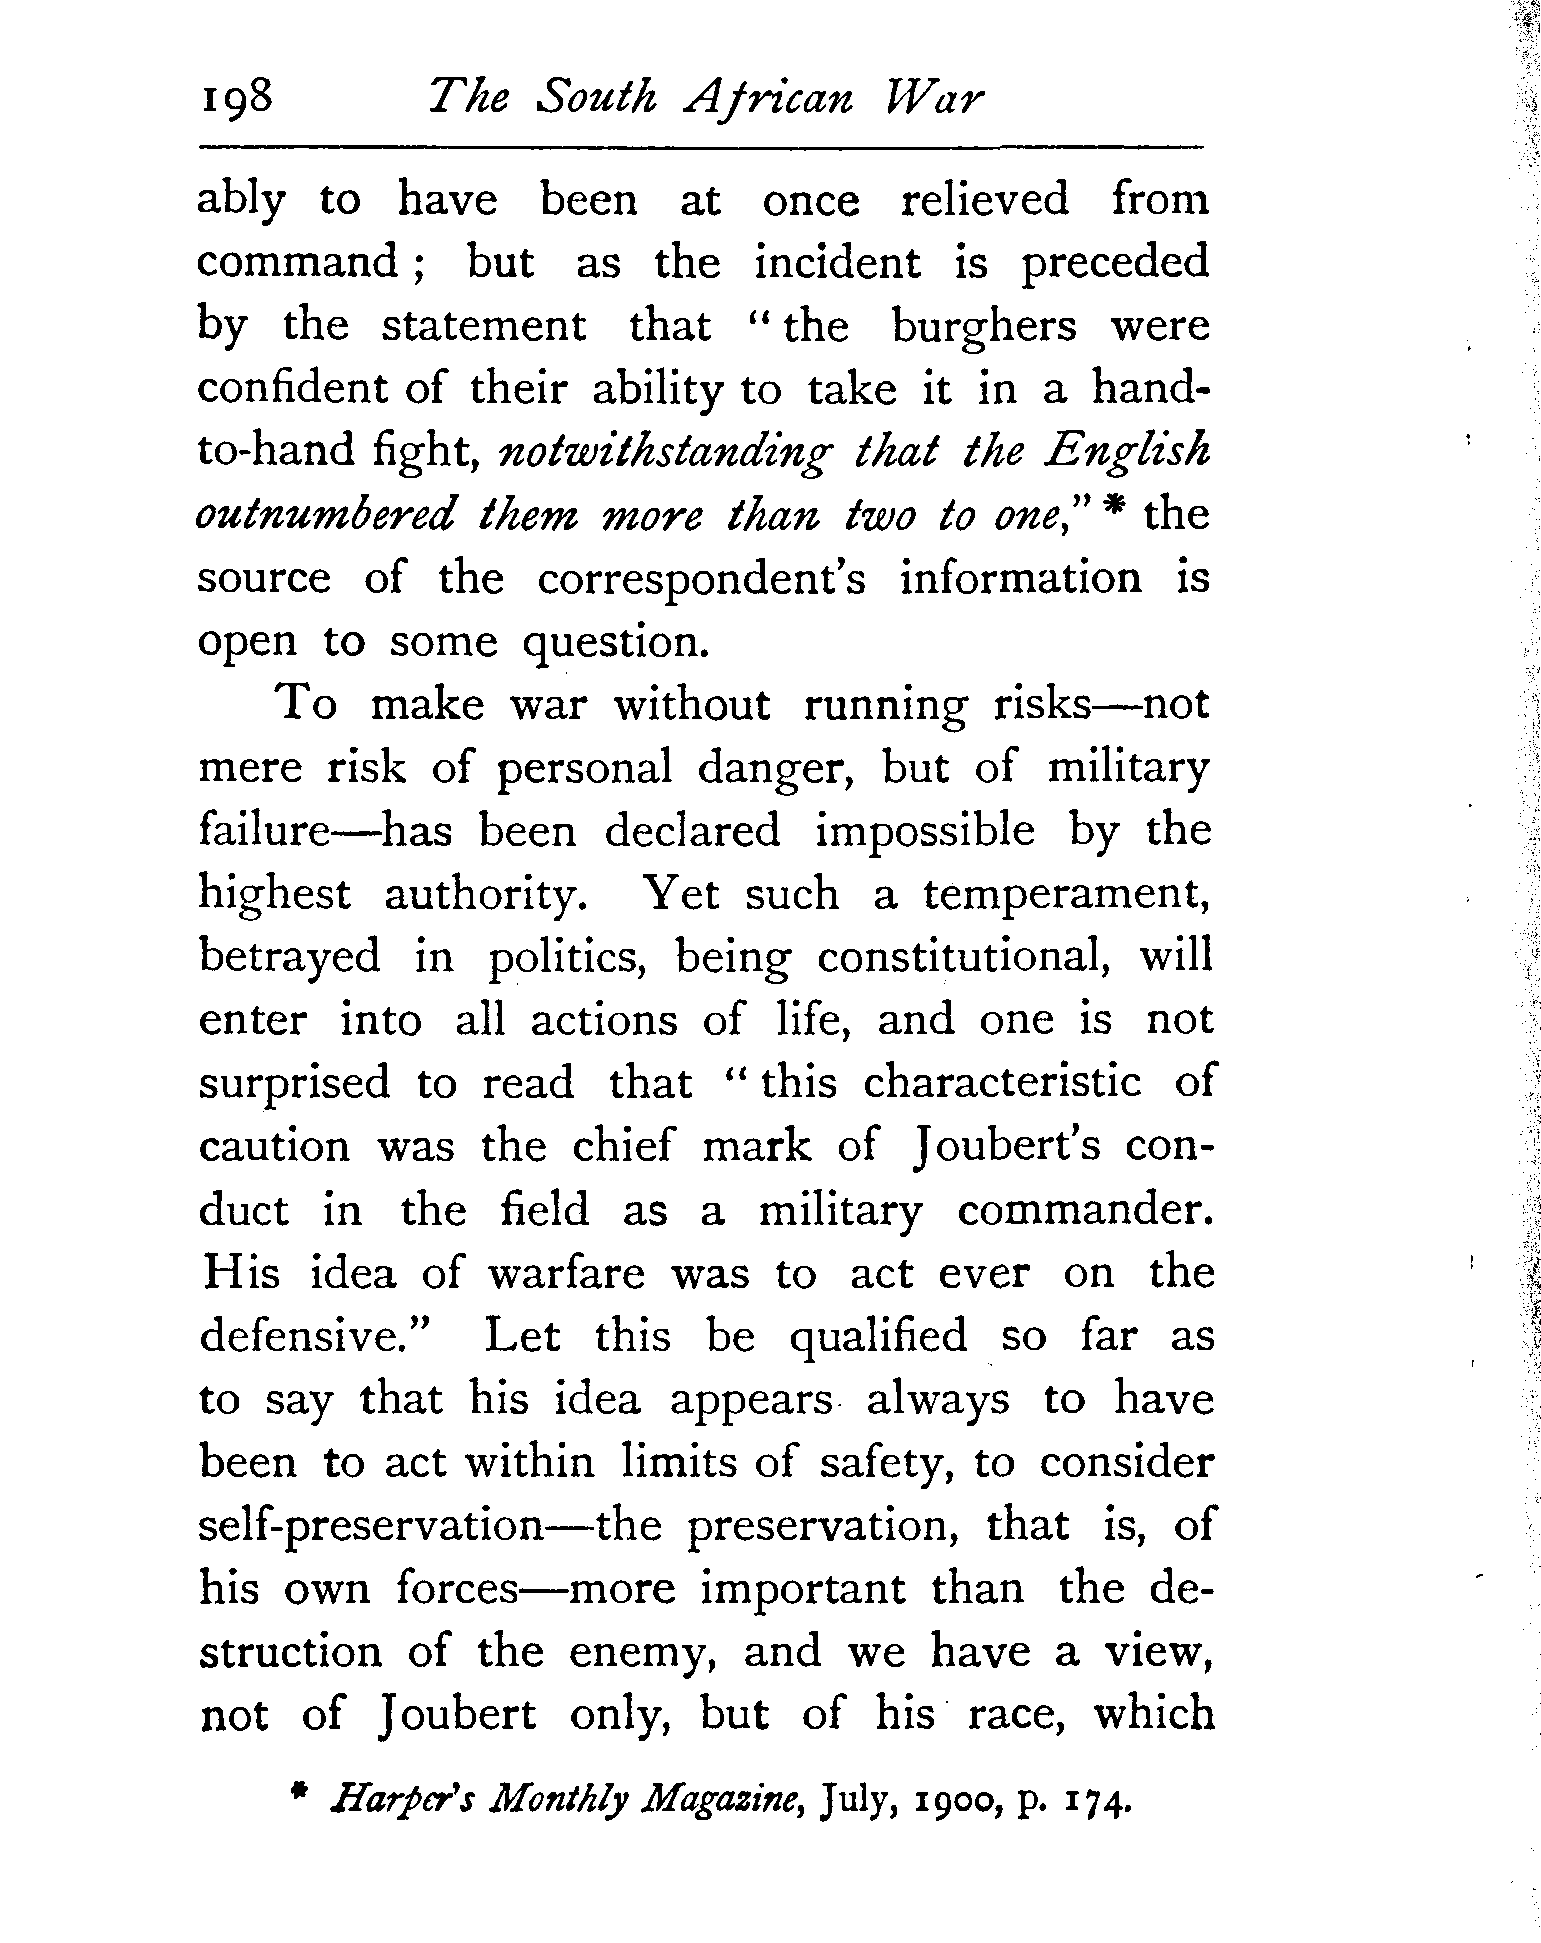 198 The South African War
ably to have been at once relieved from
command ; but as the incident is preceded
by the statement that “ the burghers were
confident of their ability to take it in a hand-
to-hand fight, notwithstanding that the English
outnumbered them more than two to one,” * the
source of the correspondent’s information is
open to some question.
To make war without running risks—not
mere risk of personal danger, but of military
failure—has been declared impossible by the
highest authority. Yet such a temperament,
betrayed in politics, being constitutional, will
enter into all actions of life, and one is not
surprised to read that “ this characteristic of
caution was the chief mark of Joubert’s con-
duct in the field as a military commander.
His idea of warfare was to act ever on the
defensive.” Let this be qualified so far as
to say that his idea appears always to have
been to act within limits of safety, to consider
self-preservation—the preservation, that is, of
his own forces—more important than the de-
struction of the enemy, and we have a view,
not of Joubert only, but of his race, which
* Harper’s Monthly Magazine, July, 1900, p. 174.